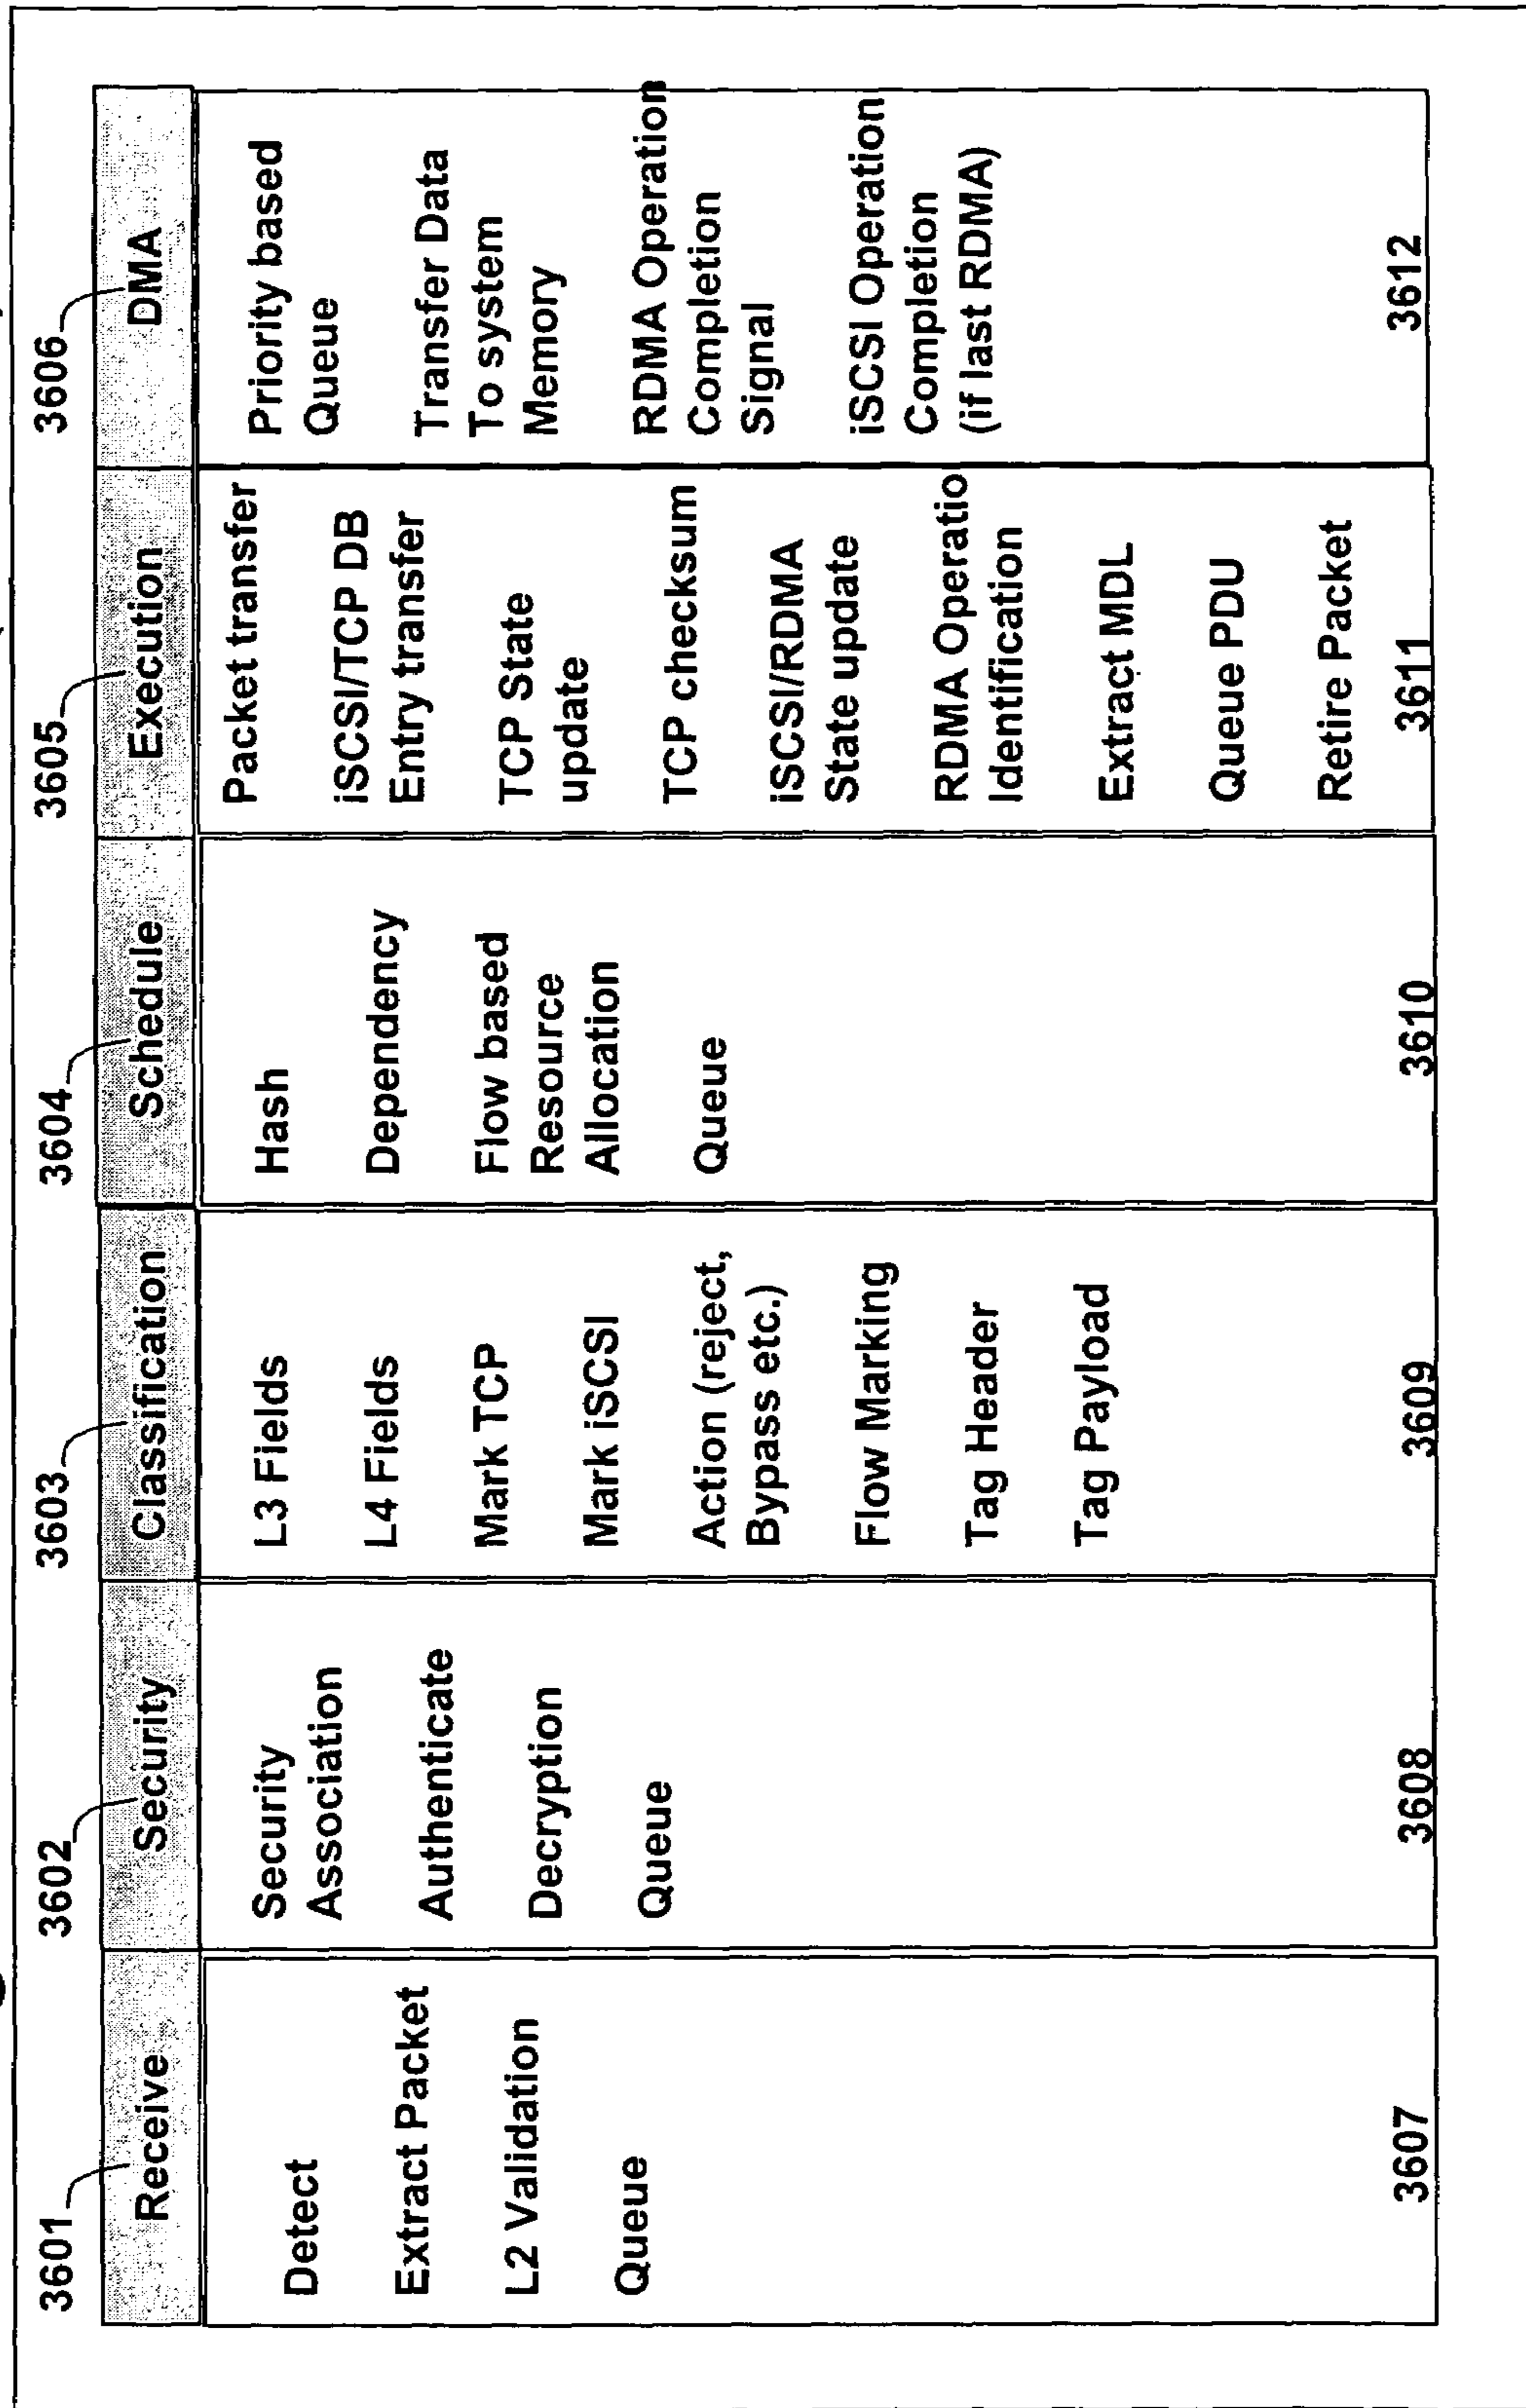 3601
3602
3603
3604
3605
3606
Receive
Security
Classification
Schedule
Execution
DMA
Detect
Extract Packet
L2 Validation
Queue
3607
Security
Association
Authenticate
Decryption
Queue
3608
L3 Fields
L4 Fields
Mark TCP
Mark iSCSI
Action (reject,
Bypass etc.)
Flow Marking
Tag Header
Tag Payload
3609
Hash
Dependency
Flow based
Resource
Allocation
Queue
3610
Packet transfer
iSCSI/TCP DB
Entry transfer
TCP State
update
TCP checksum
iSCSI/RDMA
State update
RDMA Operatio
Identification
Extract MDL
Queue PDU
Retire Packet
3611
Priority based
Queue
Transfer Data
To system
Memory
RDMA Operation
Completion
Signal
iSCSI Operation
Completion
(if last RDMA)
3612